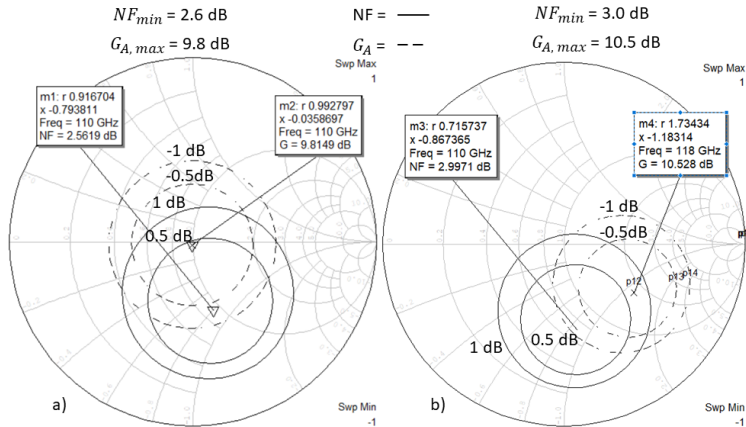 NFmin = 2.6 dB
GA, max = 9.8 dB
NF =
GA =
NFmin = 3.0 dB
GA, max = 10.5 dB
Swp Max
1
m1: r 0.916704
x -0.793811
Freq = 110 GHz
NF = 2.5619 dB
m2: r 0.992797
x -0.0358697
Freq = 110 GHz
G = 9.8149 dB
-1 dB
-0.5dB
1 dB
0.5 dB
Swp Min
-1
a)
Swp Max
1
m3: r 0.715737
x -0.867365
Freq = 110 GHz
NF = 2.9971 dB
m4: r 1.73434
x -1.18314
Freq = 118 GHz
G = 10.528 dB
-1 dB
-0.5dB
p12
p13
p14
0.5 dB
1 dB
Swp Min
-1
b)